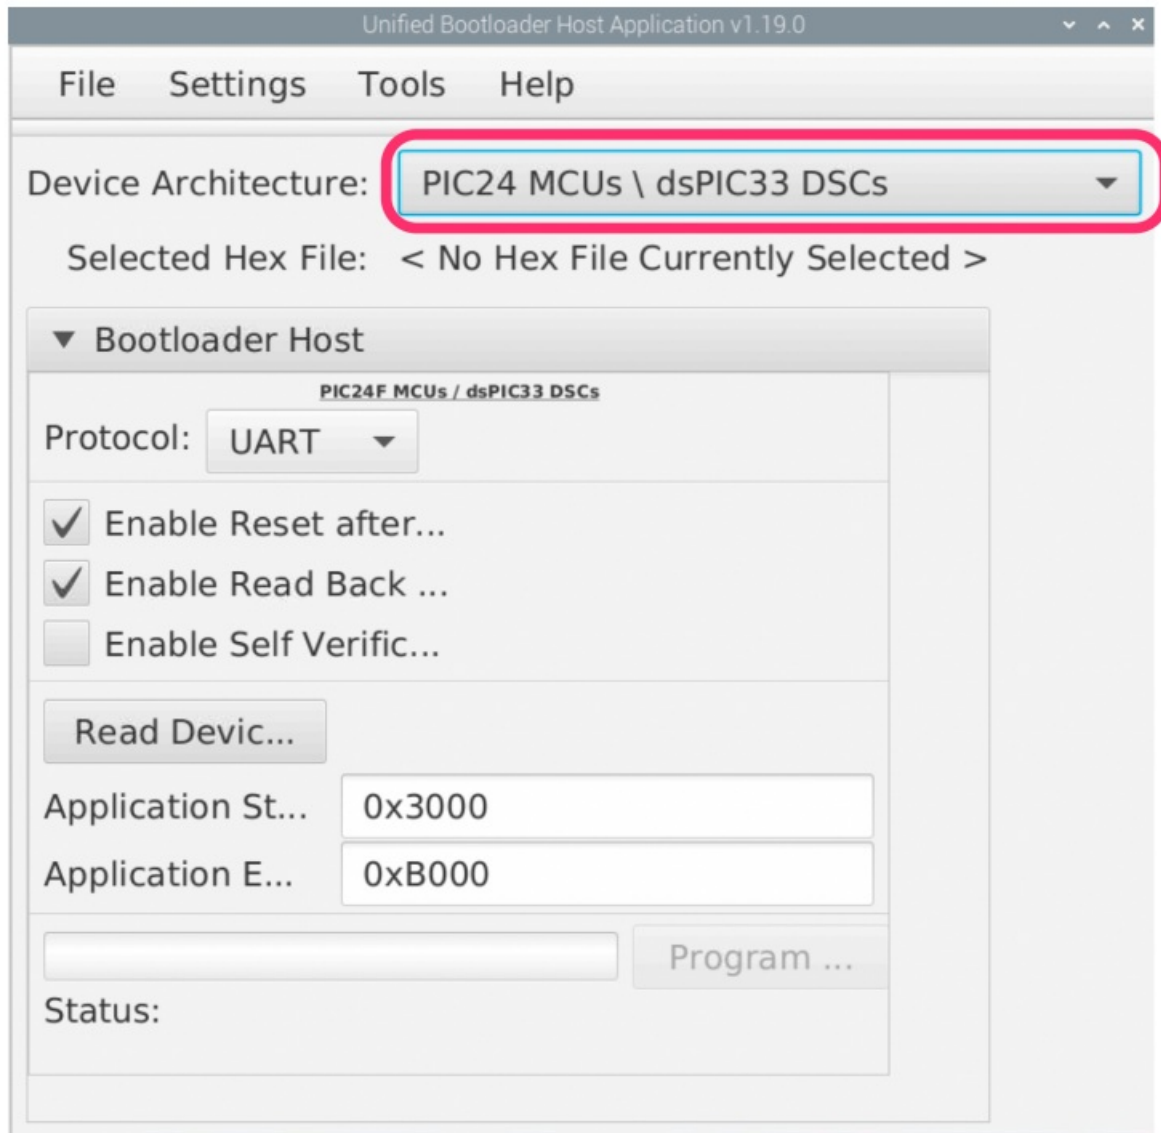 Unified Bootloader Host Application v1.19.0
File Settings Tools Help
Device Architecture: PIC24 MCUs \ dsPIC33 DSCs
Selected Hex File: < No Hex File Currently Selected >
Bootloader Host
PIC24F MCUs / dsPIC33 DSCs
Protocol: UART
Enable Reset after...
Enable Read Back ...
Enable Self Verific...
Read Devic...
Application St... 0x3000
Application E... 0xB000
Program ...
Status: